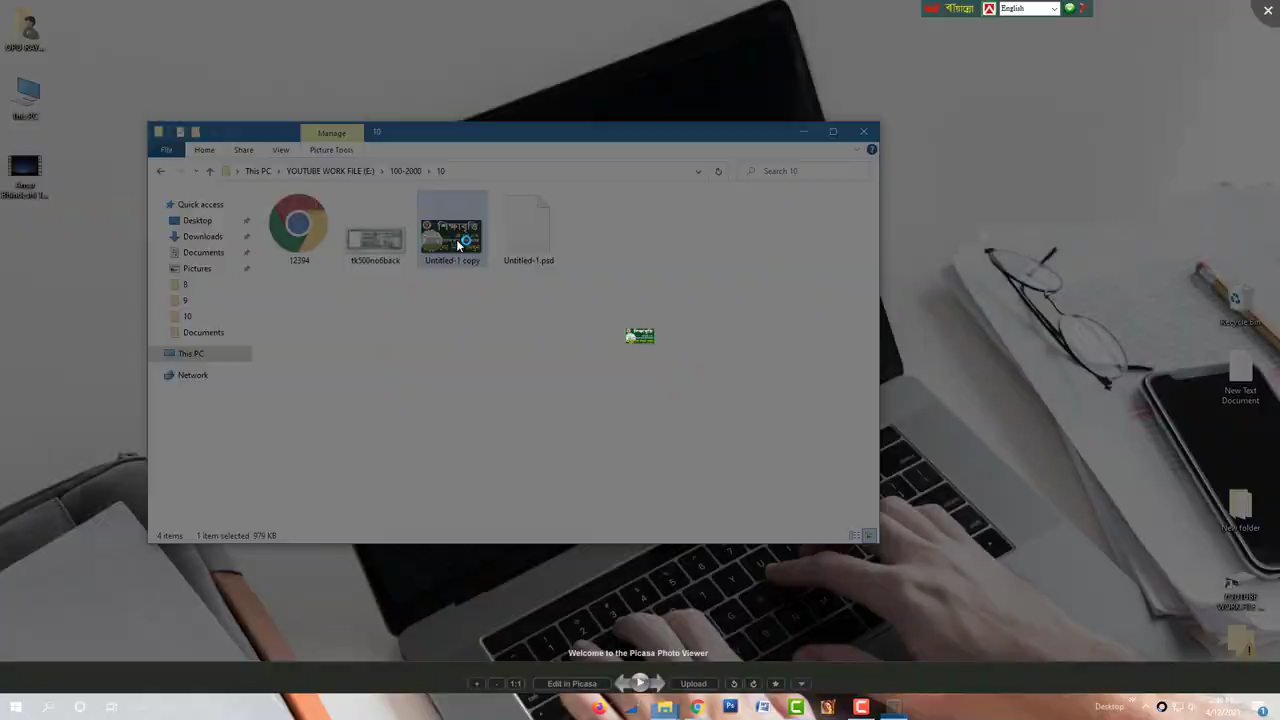 English
This PC
Manage
10
File
Home
Share
View
Picture Tools
This PC
YOUTUBE WORK FILE (E:)
100-2000
10
Search 10
Quick access
Desktop
Downloads
Documents
Pictures
8
9
10
Documents
This PC
Network
12394
tk500no6back
শিক্ষাবৃত্তি
Untitled-1 copy
Untitled-1.psd
4 items
1 item selected 979 KB
Recycle Bin
New Text
Document
New folder
Welcome to the Picasa Photo Viewer
1:1
Edit in Picasa
Upload
Desktop